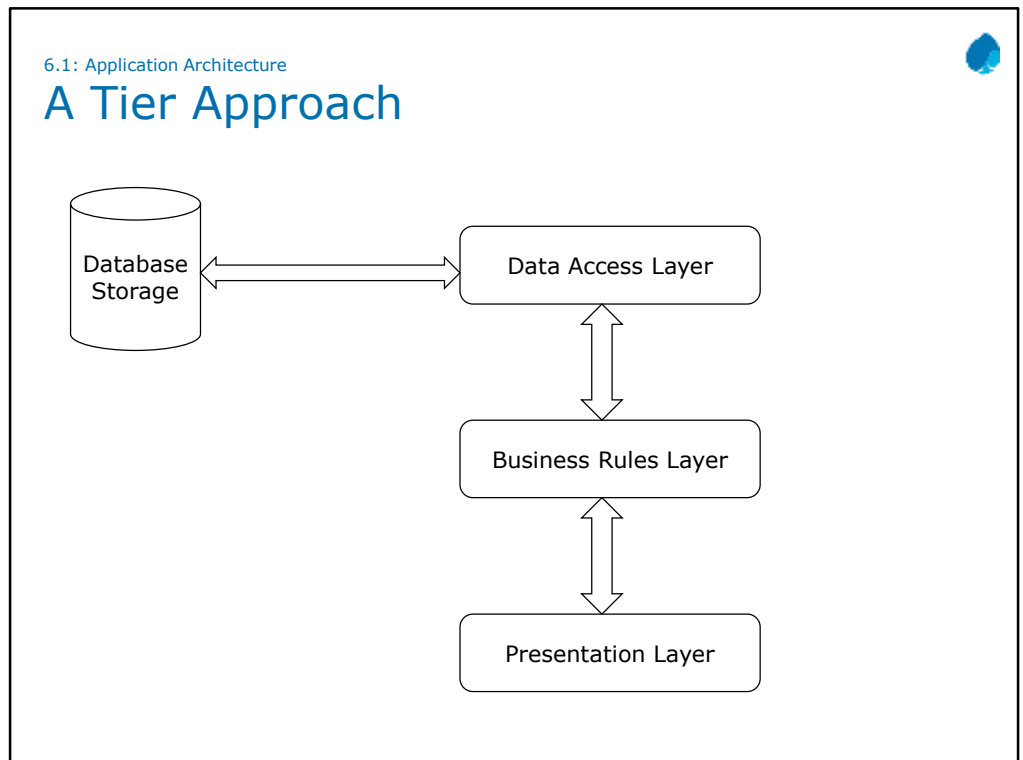 6.1: Application Architecture
A Tier Approach
Database
Storage
Data Access Layer
Business Rules Layer
Presentation Layer